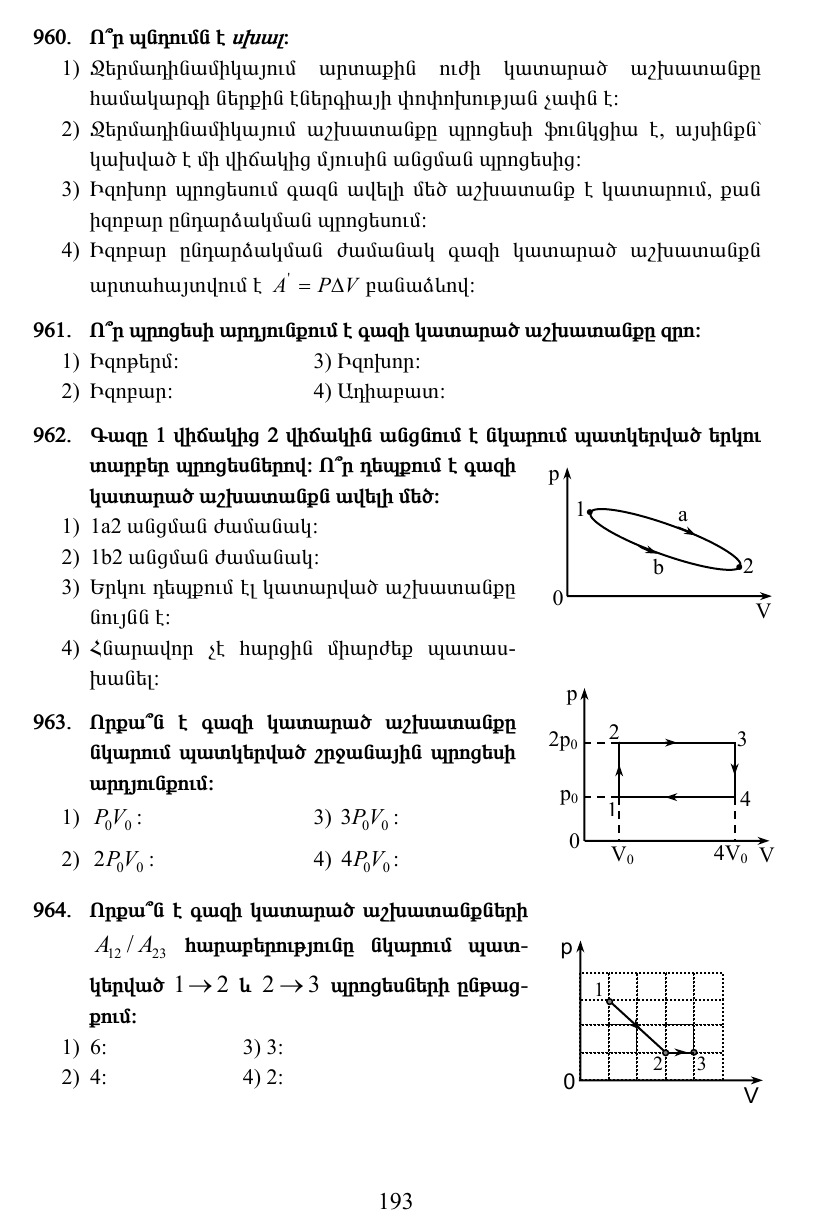 960. Ո՞ր պնդումն է սխալ:
1) Ջերմադինամիկայում արտաքին ուժի կատարած աշխատանքը
համակարգի ներքին էներգիայի փոփոխության չափն է:
2) Ջերմադինամիկայում աշխատանքը պրոցեսի ֆունկցիա է, այսինքն՝
կախված է մի վիճակից մյուսին անցման պրոցեսից:
3) Իզոխոր պրոցեսում գազն ավելի մեծ աշխատանք է կատարում, քան
իզոբար ընդարձակման պրոցեսում:
4) Իզոբար ընդարձակման ժամանակ գազի կատարած աշխատանքն
արտահայտվում է A' = PΔV բանաձևով:
961. Ո՞ր պրոցեսի արդյունքում է գազի կատարած աշխատանքը զրո:
1) Իզոթերմ: 3) Իզոխոր:
2) Իզոբար: 4) Ադիաբատ:
962. Գազը 1 վիճակից 2 վիճակին անցնում է նկարում պատկերված երկու
տարբեր պրոցեսներով: Ո՞ր դեպքում է գազի
կատարած աշխատանքն ավելի մեծ:
1) 1a2 անցման ժամանակ:
2) 1b2 անցման ժամանակ:
3) Երկու դեպքում էլ կատարված աշխատանքը
նույնն է:
4) Հնարավոր չէ հարցին միարժեք պատաս-
խանել:
p
1
a
b
2
0
V
963. Որքա՞ն է գազի կատարած աշխատանքը
նկարում պատկերված շրջանային պրոցեսի
արդյունքում:
1) P₀V₀: 3) 3P₀V₀:
2) 2P₀V₀: 4) 4P₀V₀:
p
2p₀ 2 3
p₀ 1 4
0
V₀ 4V₀ V
964. Որքա՞ն է գազի կատարած աշխատանքների
A₁₂ / A₂₃ հարաբերությունը նկարում պատ-
կերված 1→2 և 2→3 պրոցեսների ընթաց-
քում:
1) 6: 3) 3:
2) 4: 4) 2:
p
1
2 3
0
V
193